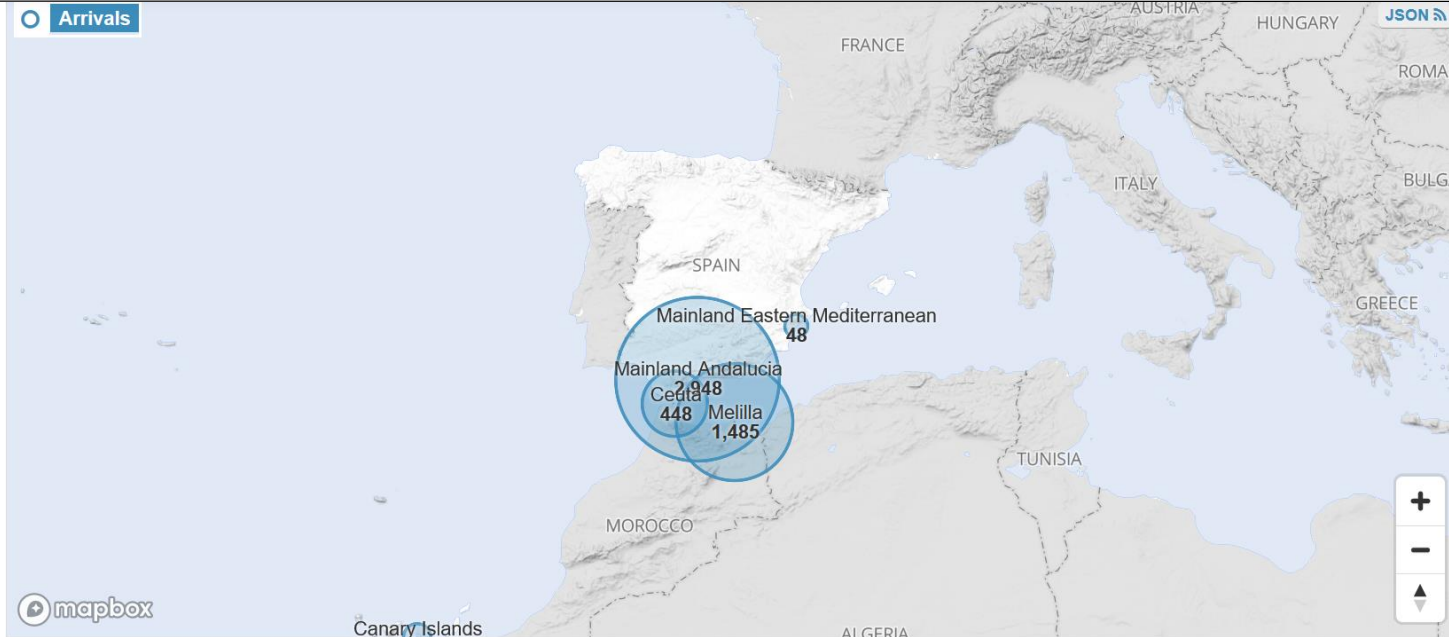 Arrivals
JSON
AUSTRIA
HUNGARY
FRANCE
ROMA
ITALY
BULG
SPAIN
GREECE
Mainland Eastern Mediterranean
48
Mainland Andalucia
2,948
Ceuta
448
Melilla
1,485
TUNISIA
MOROCCO
mapbox
Canary Islands
ALGERIA